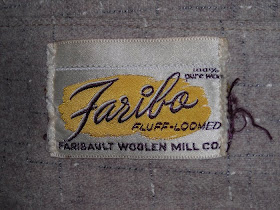 100%
pure wool
Faribo
FLUFF-LOOMED
FARIBAULT WOOLEN MILL CO.